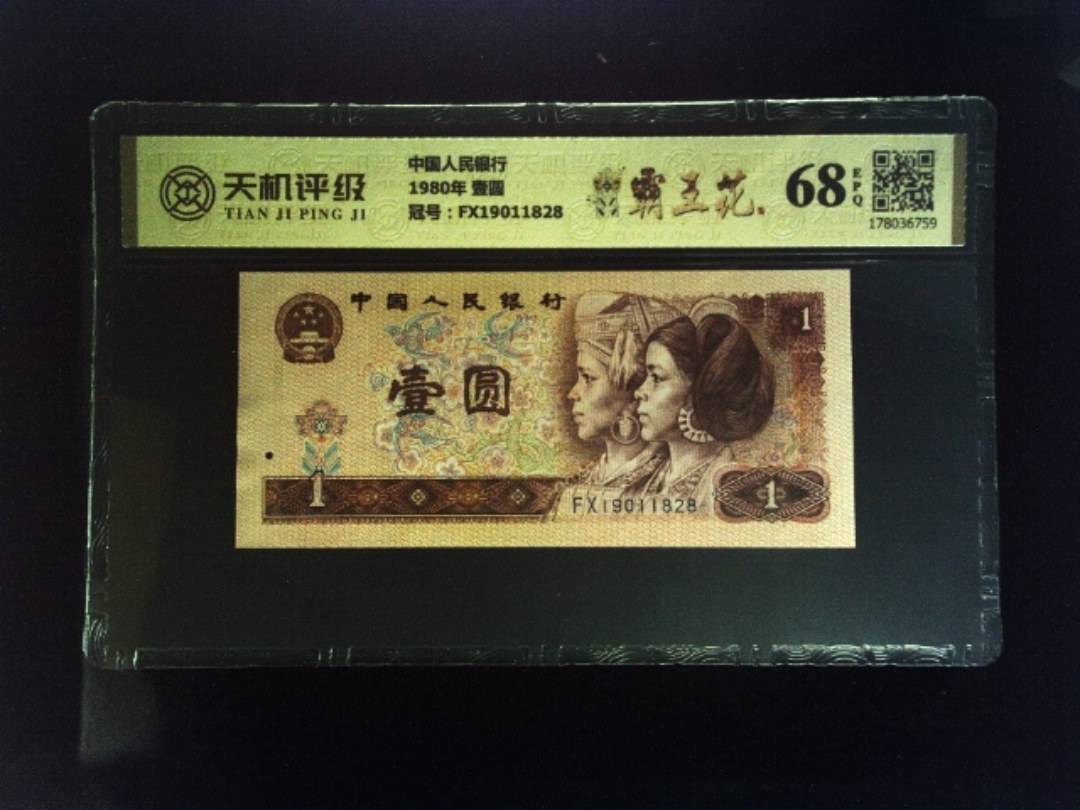 天机评级
TIAN JI PING JI
中国人民银行
1980年 壹圆
冠号：FX19011828
霸王花
68
EPQ
178036759
中国人民银行
1
壹圆
1
FX19011828
1